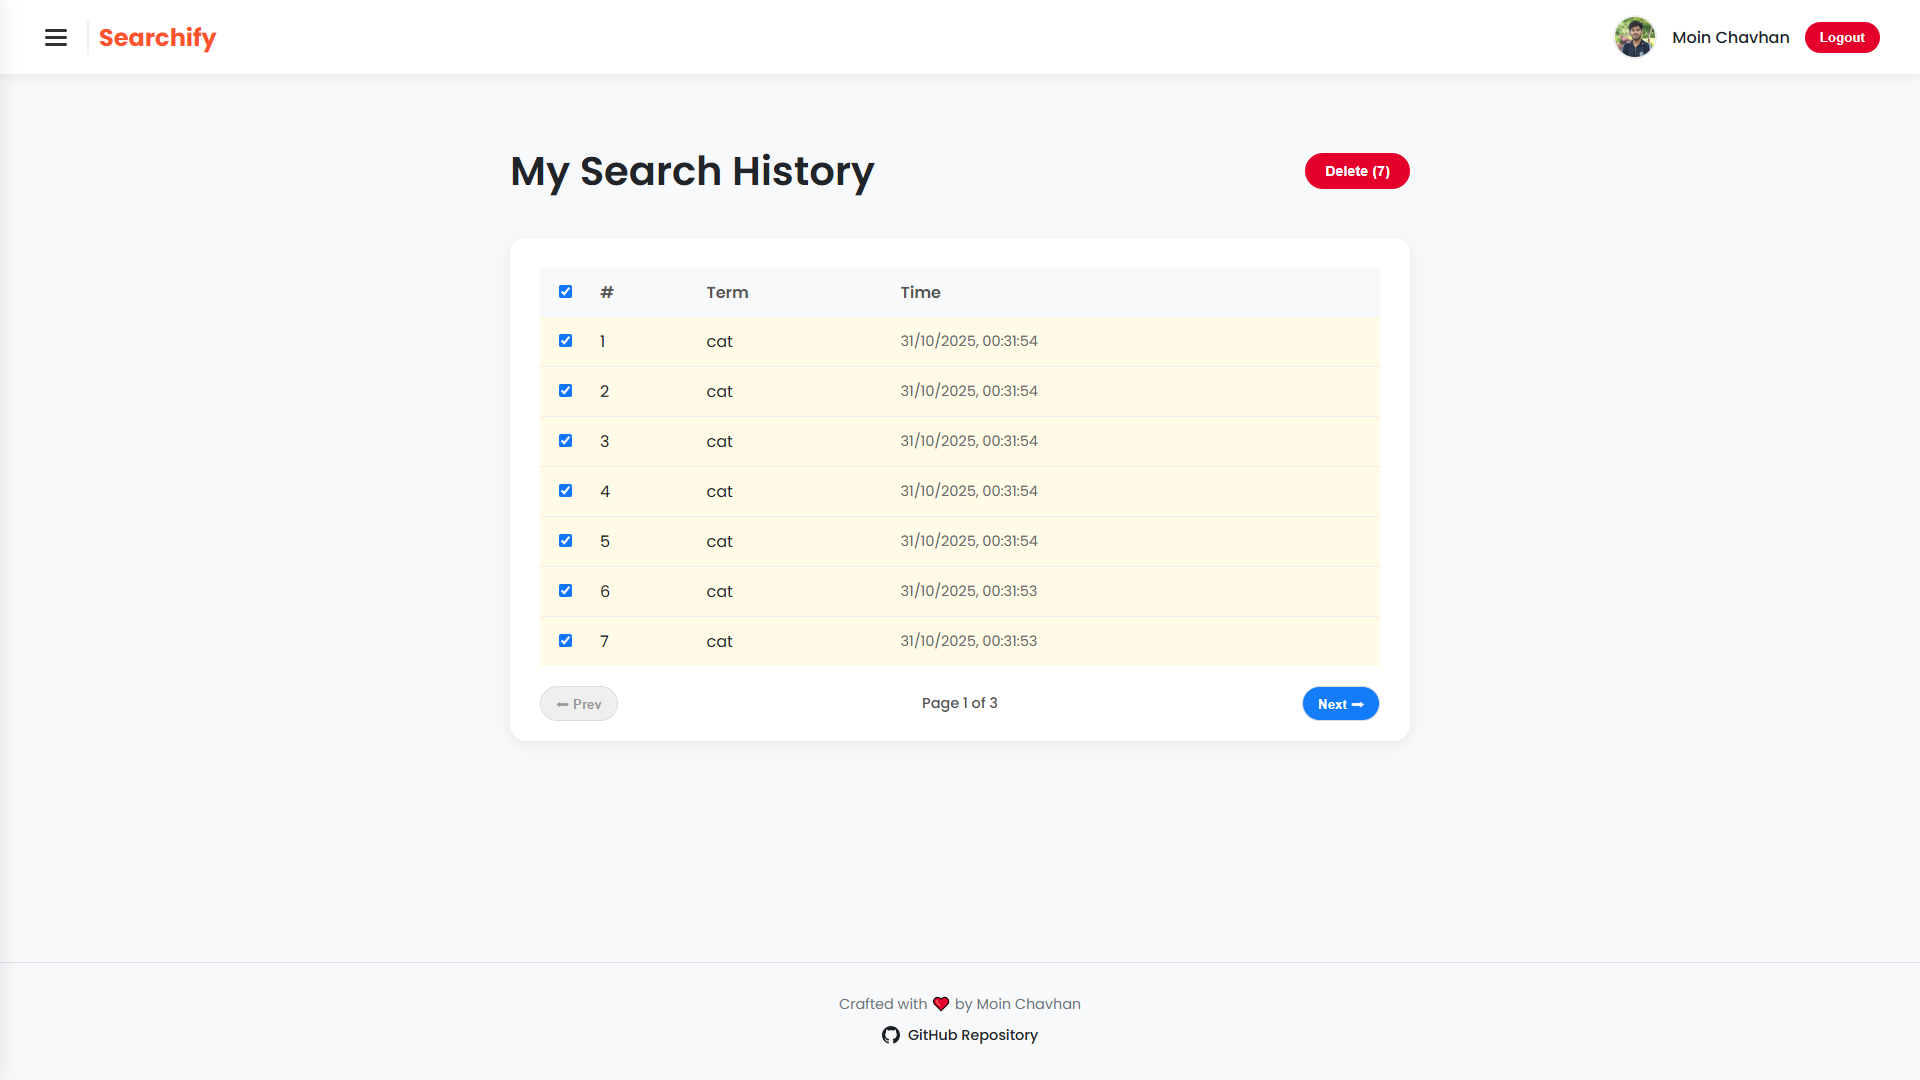 Searchify
Moin Chavhan
Logout
My Search History
Delete (7)
# Term Time
1 cat 31/10/2025, 00:31:54
2 cat 31/10/2025, 00:31:54
3 cat 31/10/2025, 00:31:54
4 cat 31/10/2025, 00:31:54
5 cat 31/10/2025, 00:31:54
6 cat 31/10/2025, 00:31:53
7 cat 31/10/2025, 00:31:53
⬅ Prev Page 1 of 3 Next ➡
Crafted with ❤️ by Moin Chavhan
GitHub Repository